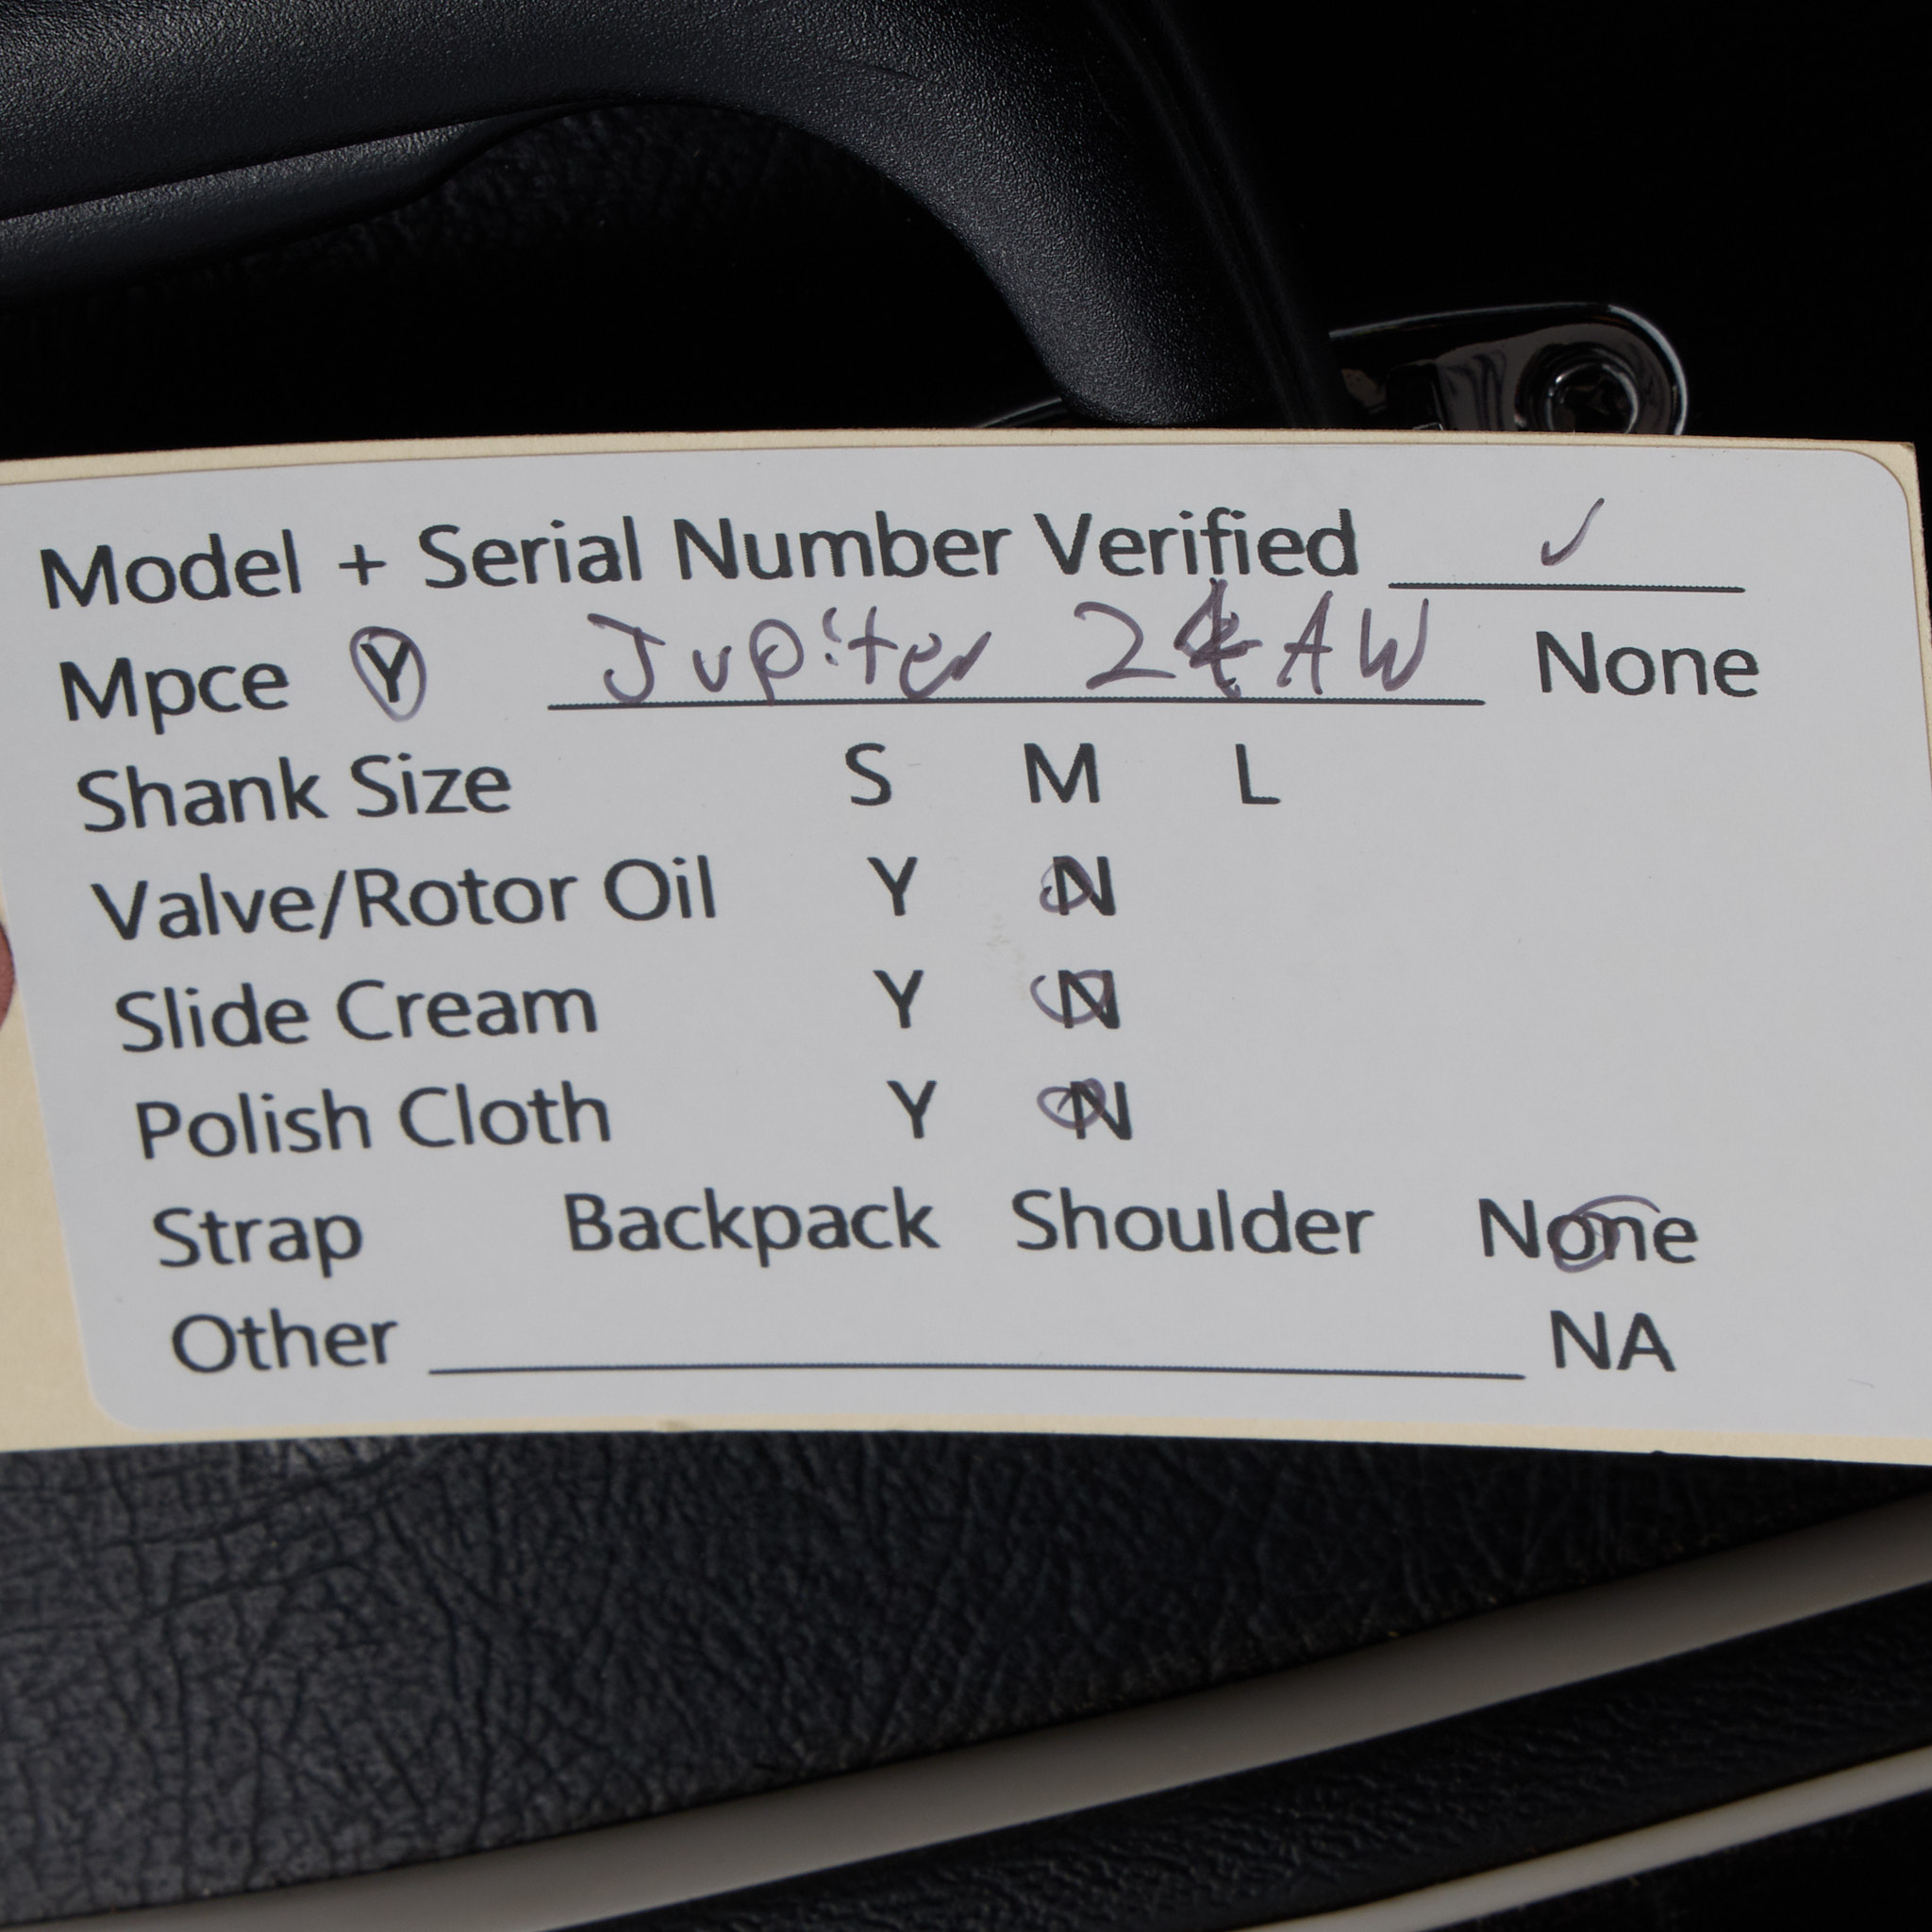 Model + Serial Number Verified ✓
Mpce Y Jupiter 24AW None
Shank Size S M L
Valve/Rotor Oil Y N
Slide Cream Y N
Polish Cloth Y N
Strap Backpack Shoulder None
Other NA